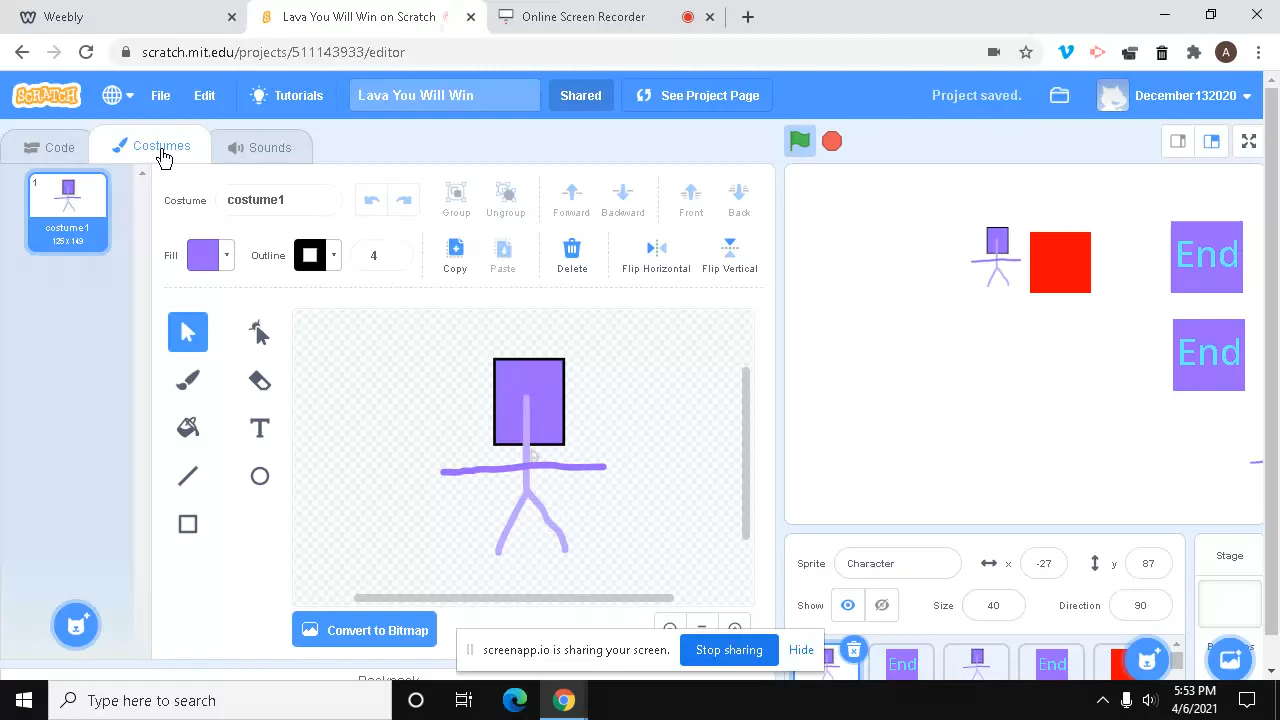 Weebly
Lava You Will Win on Scratch
Online Screen Recorder
scratch.mit.edu/projects/511143933/editor
A
SCRATCH
File
Edit
Tutorials
Lava You Will Win
Shared
See Project Page
Project saved.
December132020
Code
Costumes
Sounds
1
costume1
125 x 149
Costume
costume1
Group
Ungroup
Forward
Backward
Front
Back
Fill
Outline
4
Copy
Paste
Delete
Flip Horizontal
Flip Vertical
Convert to Bitmap
End
End
Sprite
Character
x
-27
y
87
Show
Size
40
Direction
90
Stage
End
End
screenapp.io is sharing your screen.
Stop sharing
Hide
Type here to search
5:53 PM
4/6/2021